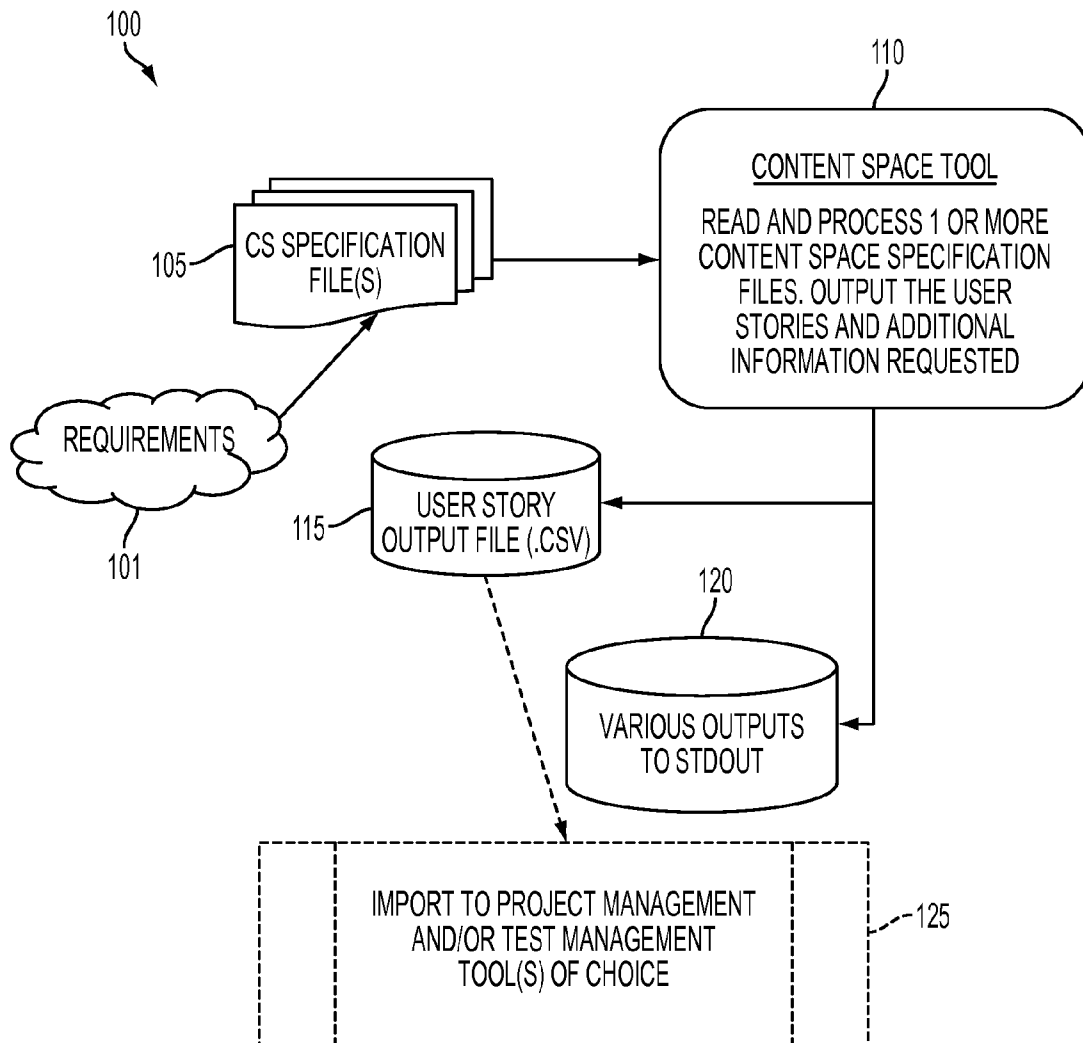 100
110
CONTENT SPACE TOOL
READ AND PROCESS 1 OR MORE
CONTENT SPACE SPECIFICATION
FILES. OUTPUT THE USER
STORIES AND ADDITIONAL
INFORMATION REQUESTED
105
CS SPECIFICATION
FILE(S)
REQUIREMENTS
101
115
USER STORY
OUTPUT FILE (.CSV)
120
VARIOUS OUTPUTS
TO STDOUT
IMPORT TO PROJECT MANAGEMENT
AND/OR TEST MANAGEMENT
TOOL(S) OF CHOICE
125